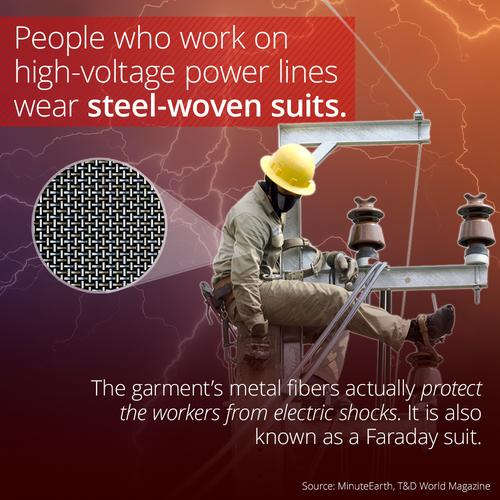 People who work on
high-voltage power lines
wear steel-woven suits.
The garment's metal fibers actually protect
the workers from electric shocks. It is also
known as a Faraday suit.
Source: MinuteEarth, T&D World Magazine